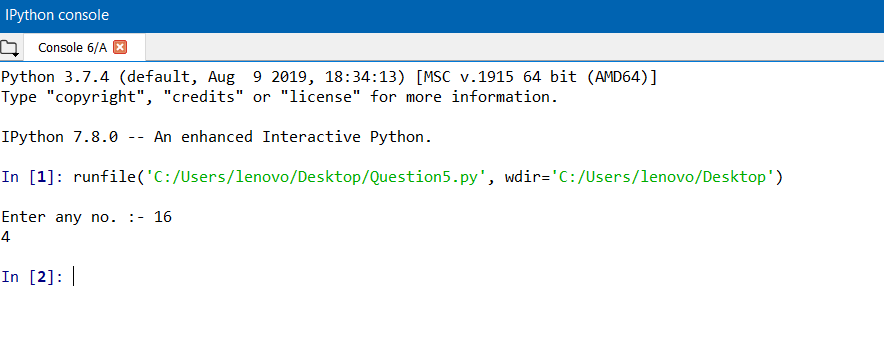 IPython console
Console 6/A
Python 3.7.4 (default, Aug  9 2019, 18:34:13) [MSC v.1915 64 bit (AMD64)]
Type "copyright", "credits" or "license" for more information.
IPython 7.8.0 -- An enhanced Interactive Python.
In [1]: runfile('C:/Users/lenovo/Desktop/Question5.py', wdir='C:/Users/lenovo/Desktop')
Enter any no. :- 16
4
In [2]: